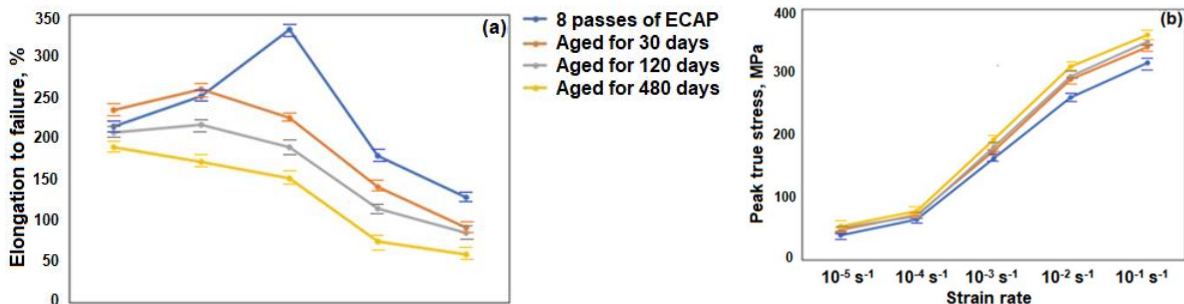 Elongation to failure, %
350
300
250
200
150
100
50
0
(a)
8 passes of ECAP
Aged for 30 days
Aged for 120 days
Aged for 480 days
Peak true stress, MPa
400
300
200
100
0
(b)
10⁻⁵ s⁻¹ 10⁻⁴ s⁻¹ 10⁻³ s⁻¹ 10⁻² s⁻¹ 10⁻¹ s⁻¹
Strain rate